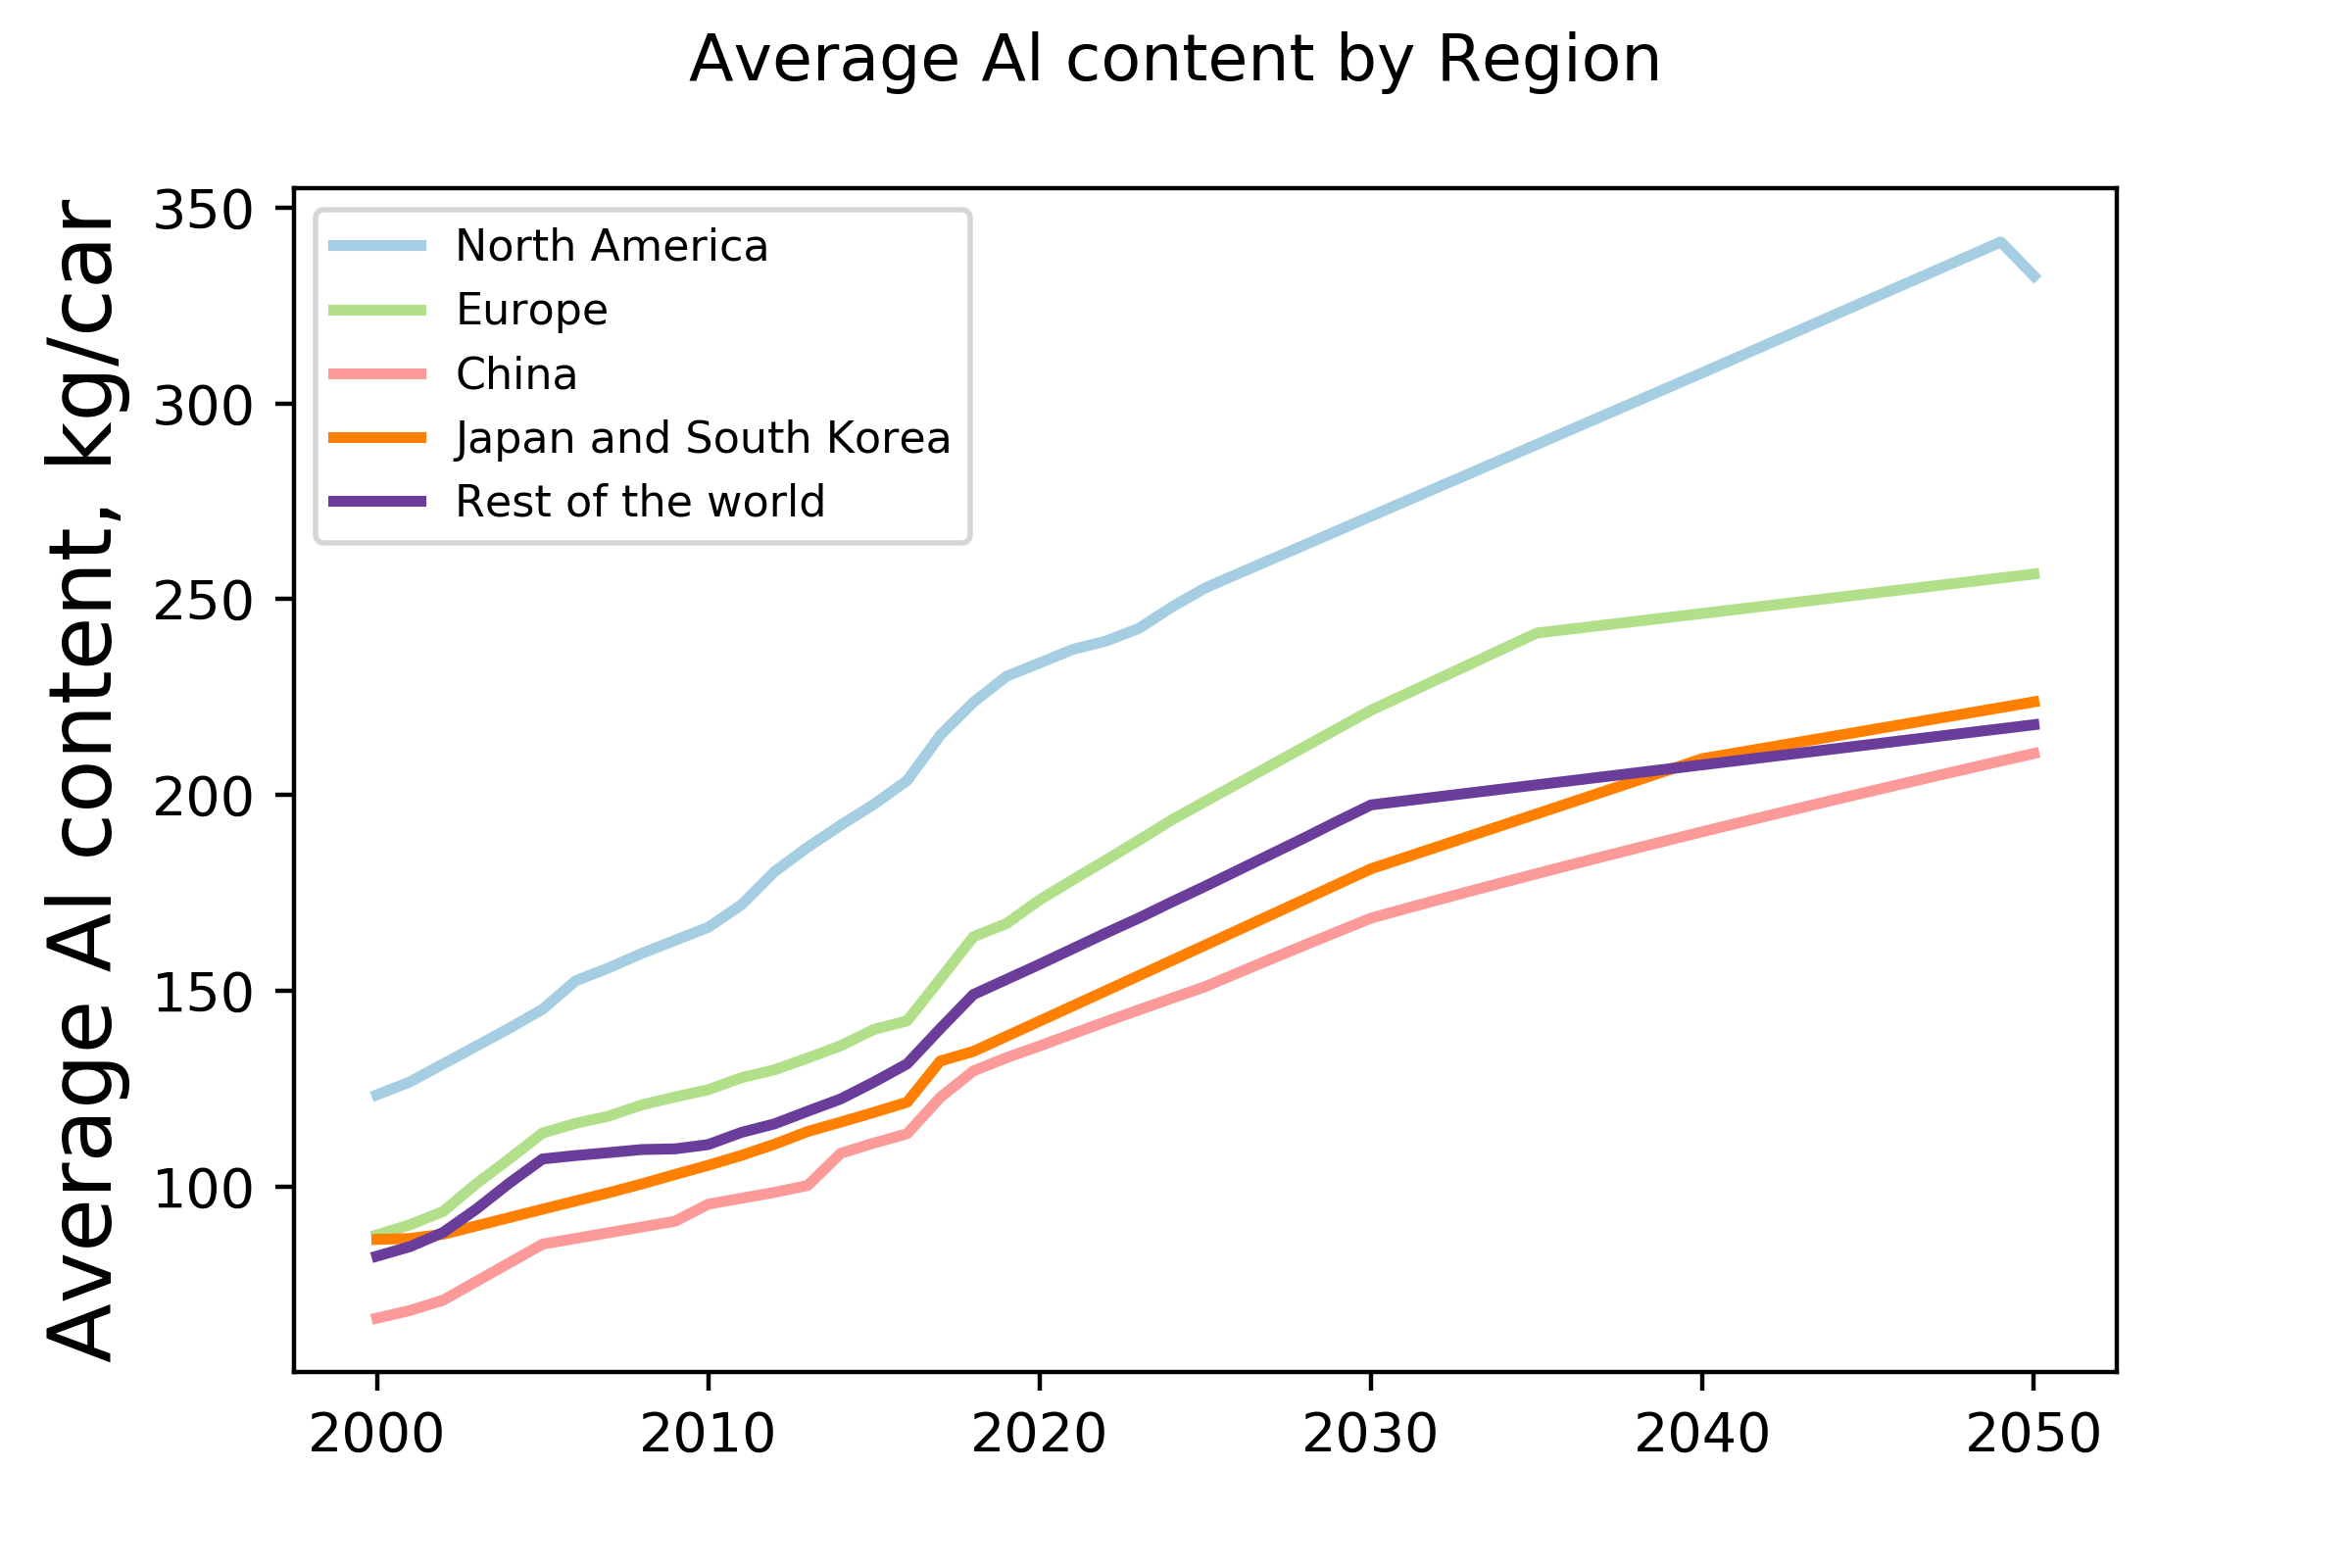 Average Al content by Region
Average Al content, kg/car
350
300
250
200
150
100
North America
Europe
China
Japan and South Korea
Rest of the world
2000 2010 2020 2030 2040 2050